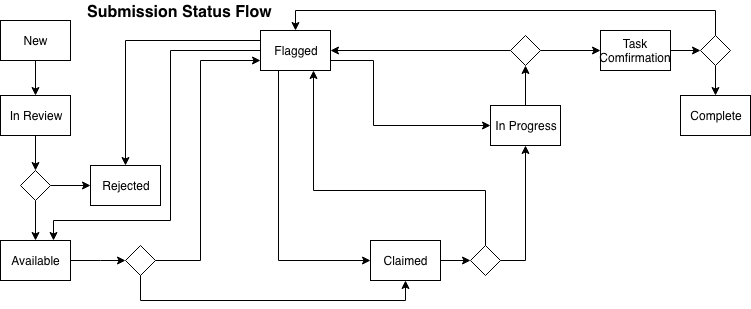 Submission Status Flow
New
Flagged
Task
Comfirmation
In Review
In Progress
Complete
Rejected
Available
Claimed